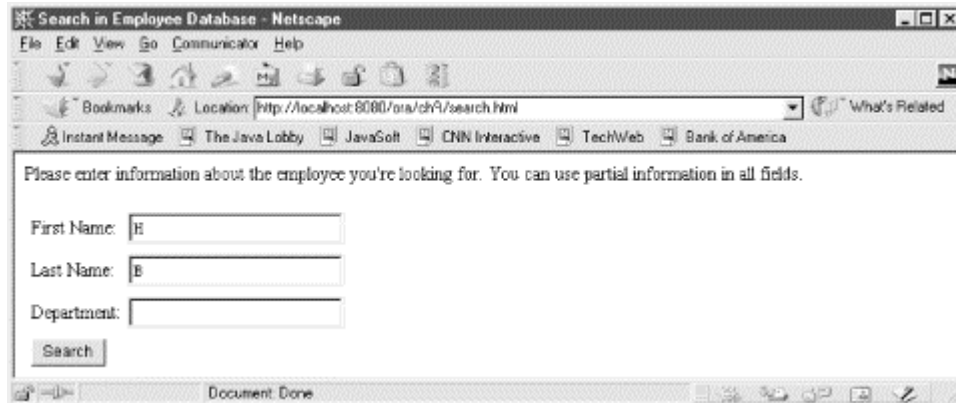 Search in Employee Database - Netscape
File Edit View Go Communicator Help
Bookmarks Location: http://localhost:8080/ora/ch9/search.html What's Related
Instant Message The Java Lobby JavaSoft CNN Interactive TechWeb Bank of America
Please enter information about the employee you're looking for. You can use partial information in all fields.
First Name: H
Last Name: B
Department:
Search
Document: Done